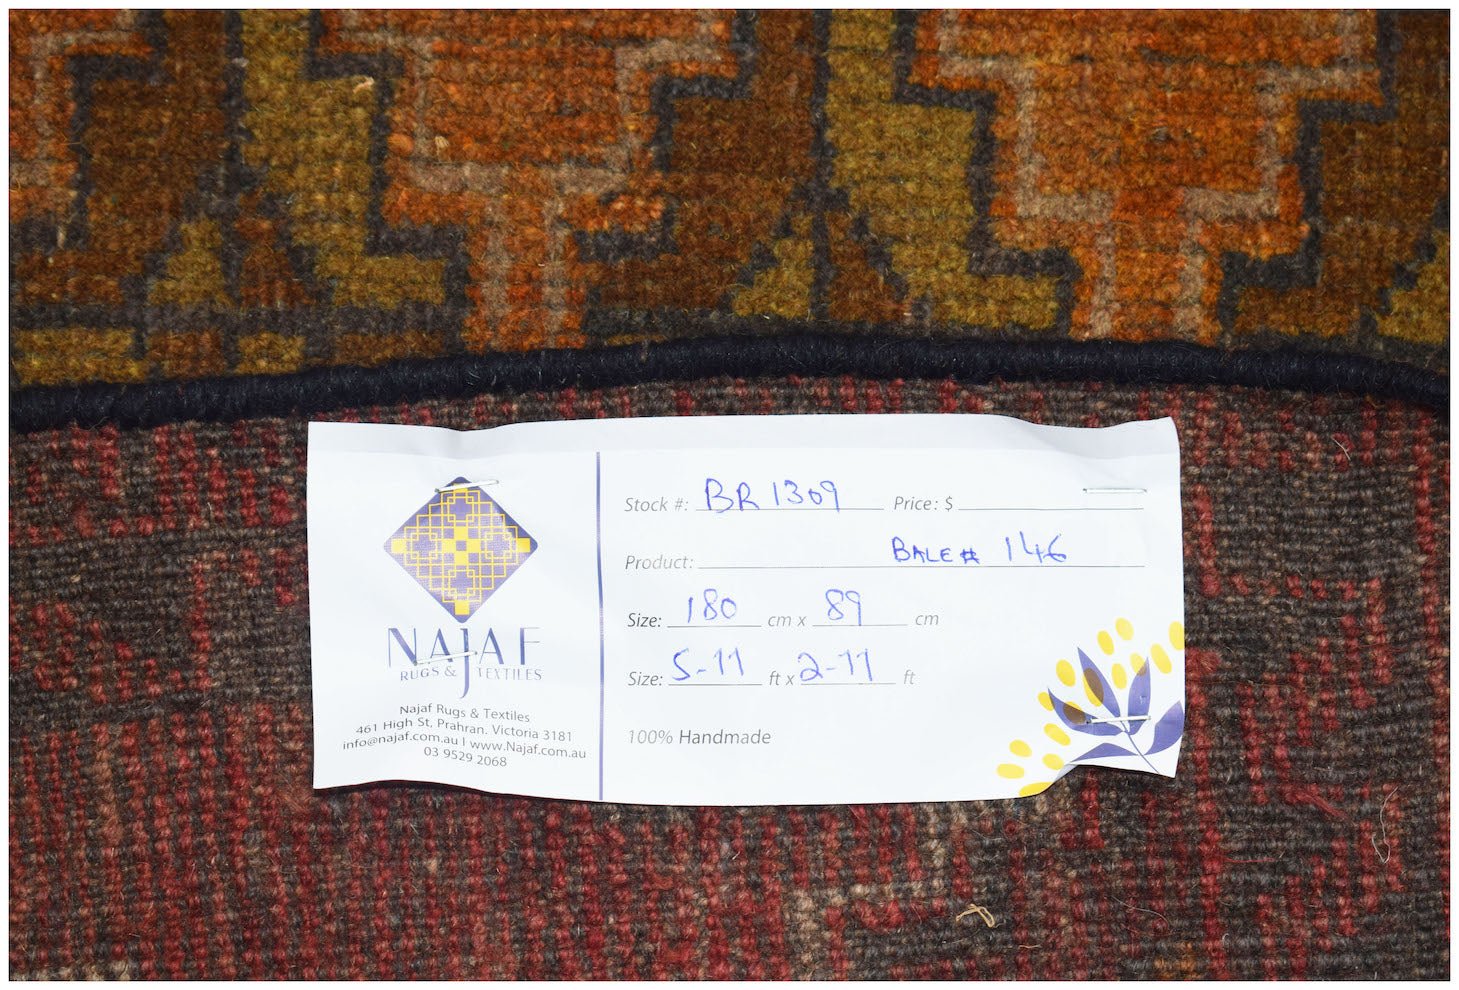 NAJAF
RUGS & TEXTILES
Najaf Rugs & Textiles
461 High St, Prahran. Victoria 3181
info@najaf.com.au | www.Najaf.com.au
03 9529 2068
Stock #: BR 1309 Price: $
Product: BALE# 146
Size: 180 cm x 89 cm
Size: 5-11 ft x 2-11 ft
100% Handmade